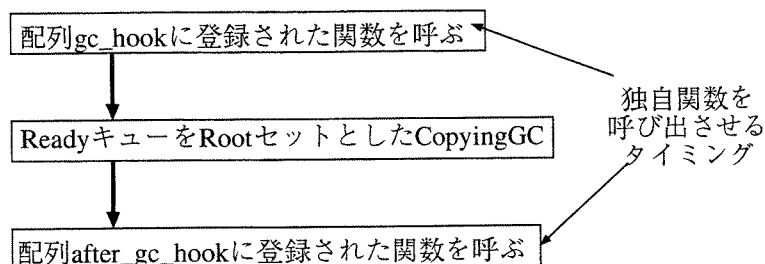 配列gc_hookに登録された関数を呼ぶ
独自関数を
呼び出させる
タイミング
ReadyキューをRootセットとしたCopyingGC
配列after_gc_hookに登録された関数を呼ぶ